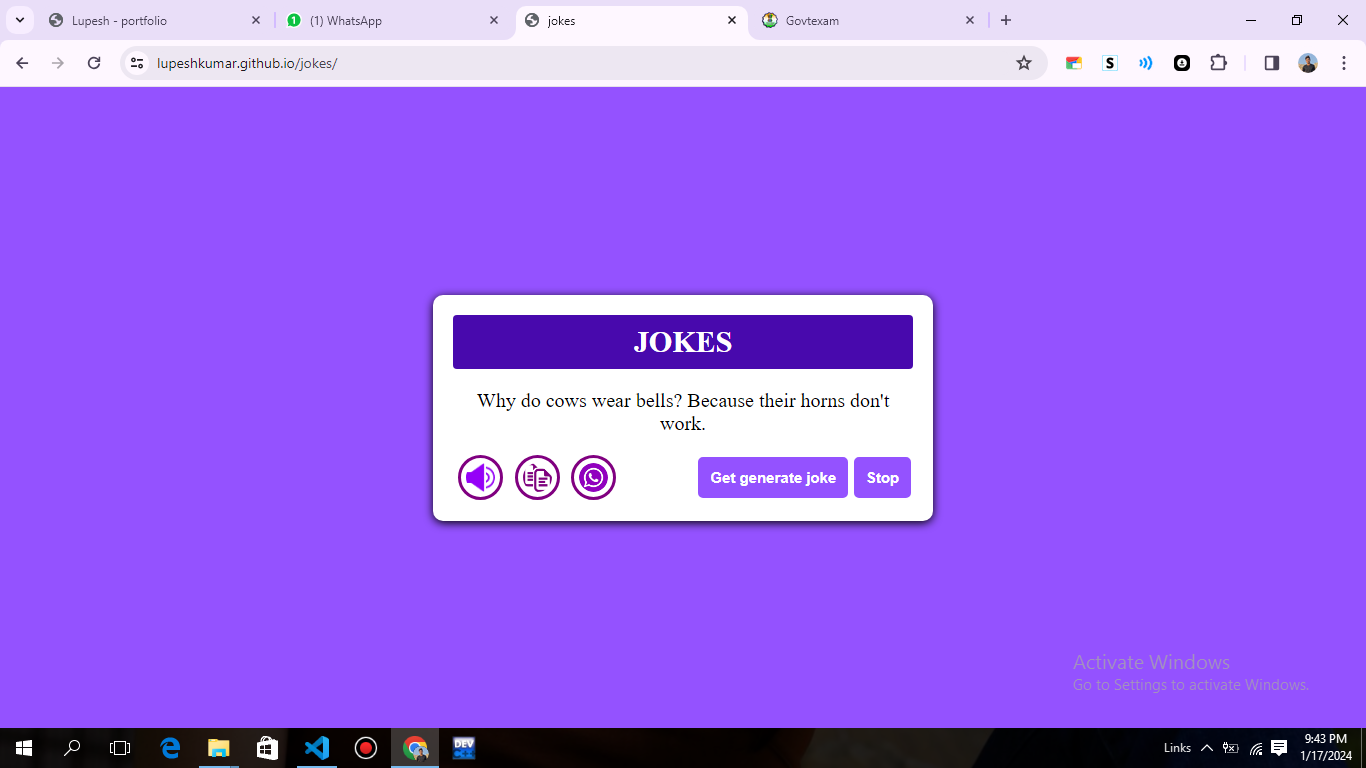 Lupesh - portfolio
(1) WhatsApp
jokes
Govtexam
lupeshkumar.github.io/jokes/
JOKES
Why do cows wear bells? Because their horns don't
work.
Get generate joke
Stop
Activate Windows
Go to Settings to activate Windows.
DEV
Links
9:43 PM
1/17/2024